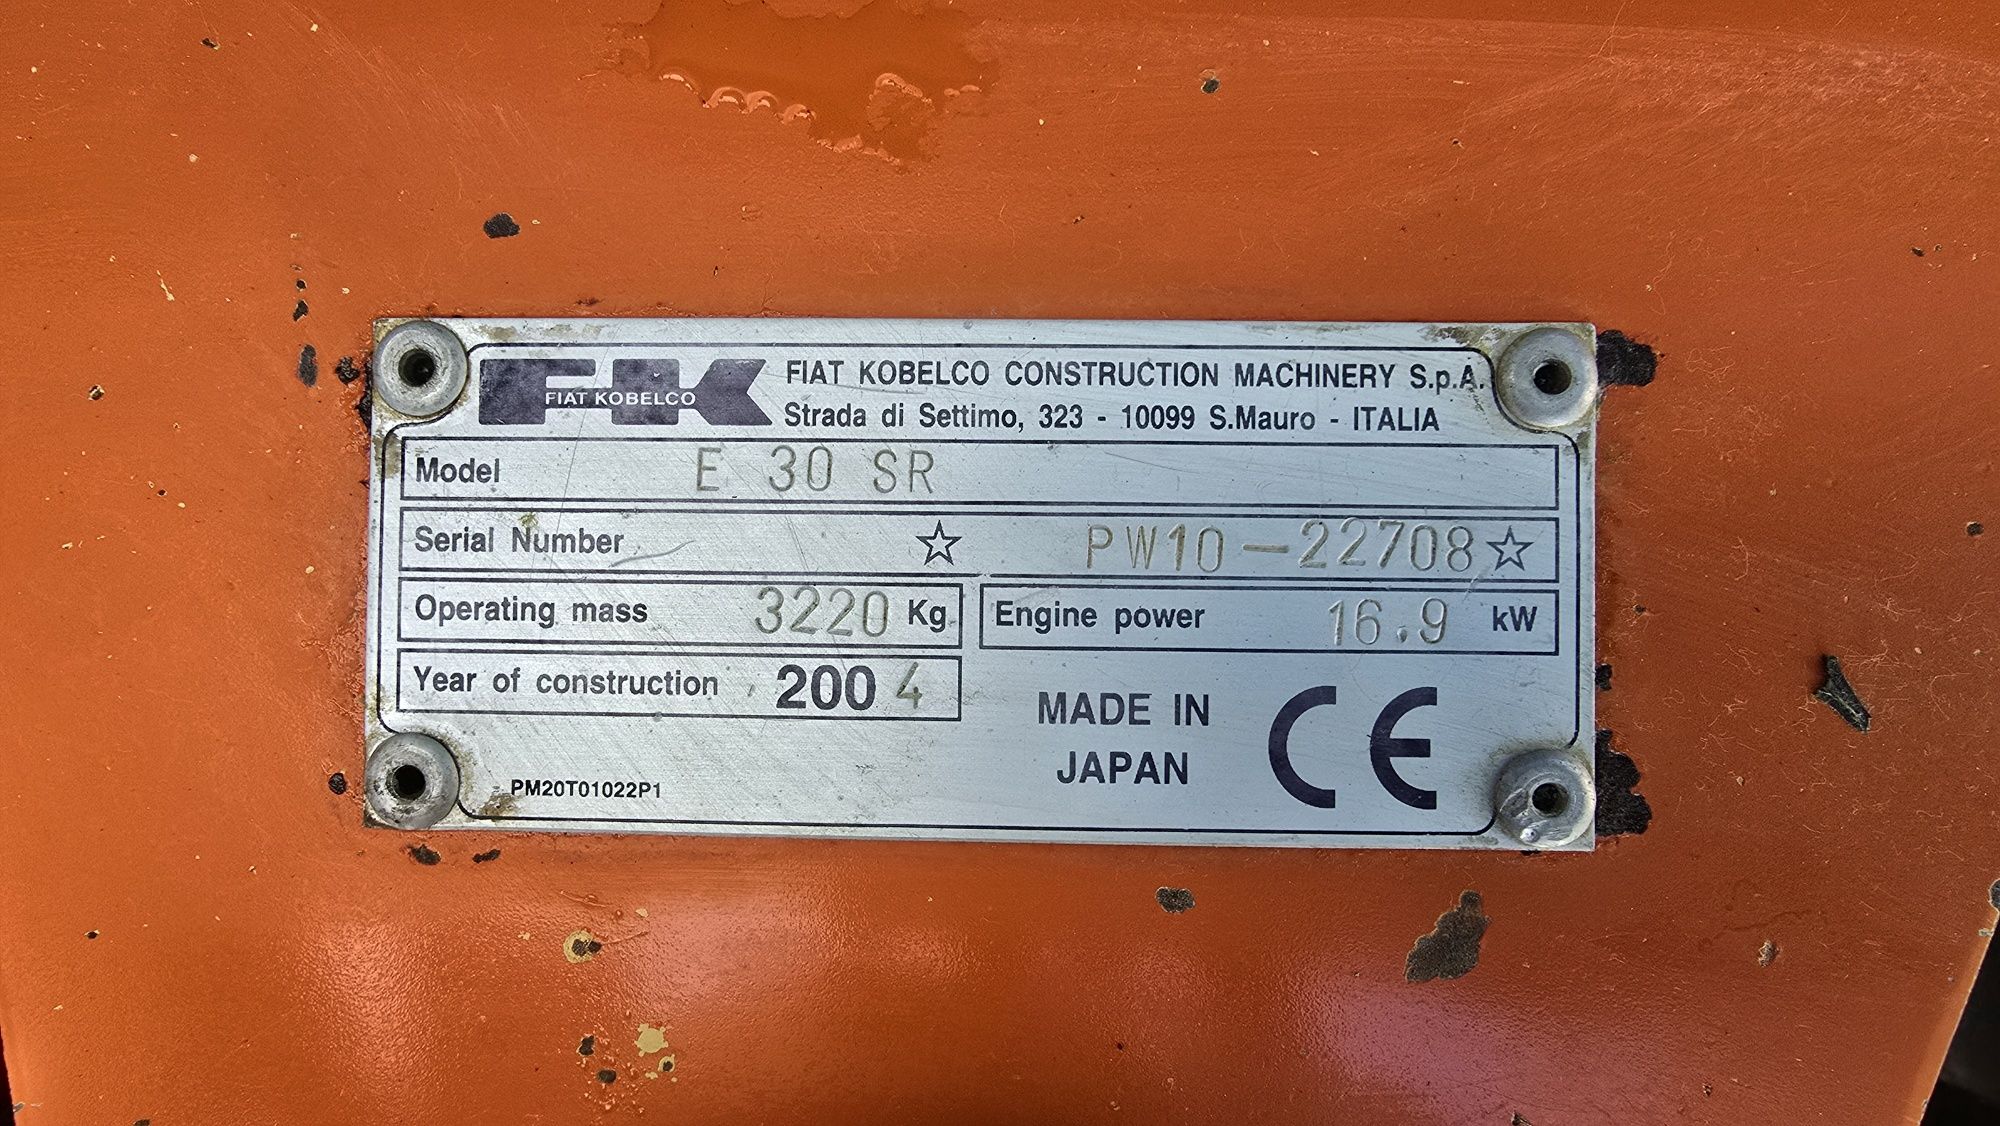 FIAT KOBELCO
FIAT KOBELCO CONSTRUCTION MACHINERY S.p.A.
Strada di Settimo, 323 - 10099 S.Mauro - ITALIA
Model E 30 SR
Serial Number ☆ PW10-22708☆
Operating mass 3220 Kg Engine power 16.9 kW
Year of construction 2004
MADE IN
JAPAN
CE
PM20T01022P1